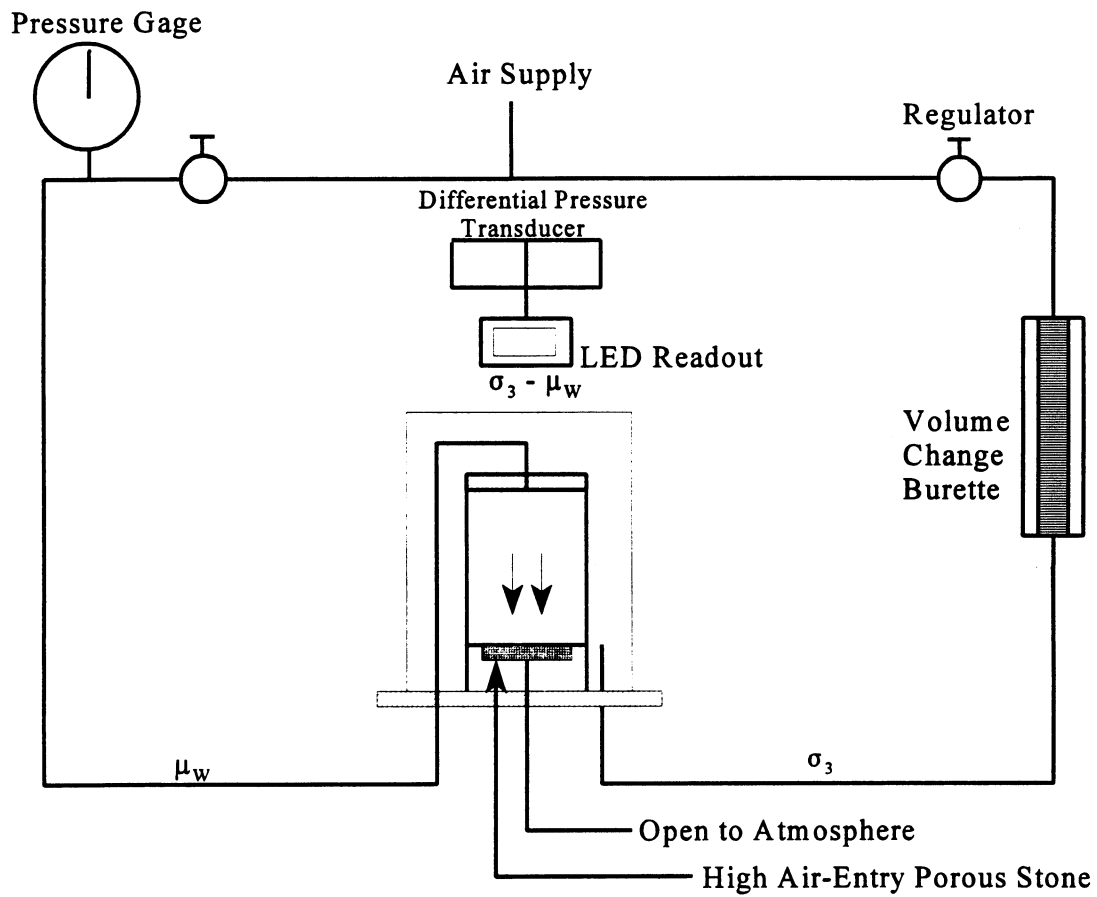 Pressure Gage
Air Supply
Regulator
Differential Pressure
Transducer
LED Readout
σ3 - μW
Volume
Change
Burette
μW
σ3
Open to Atmosphere
High Air-Entry Porous Stone